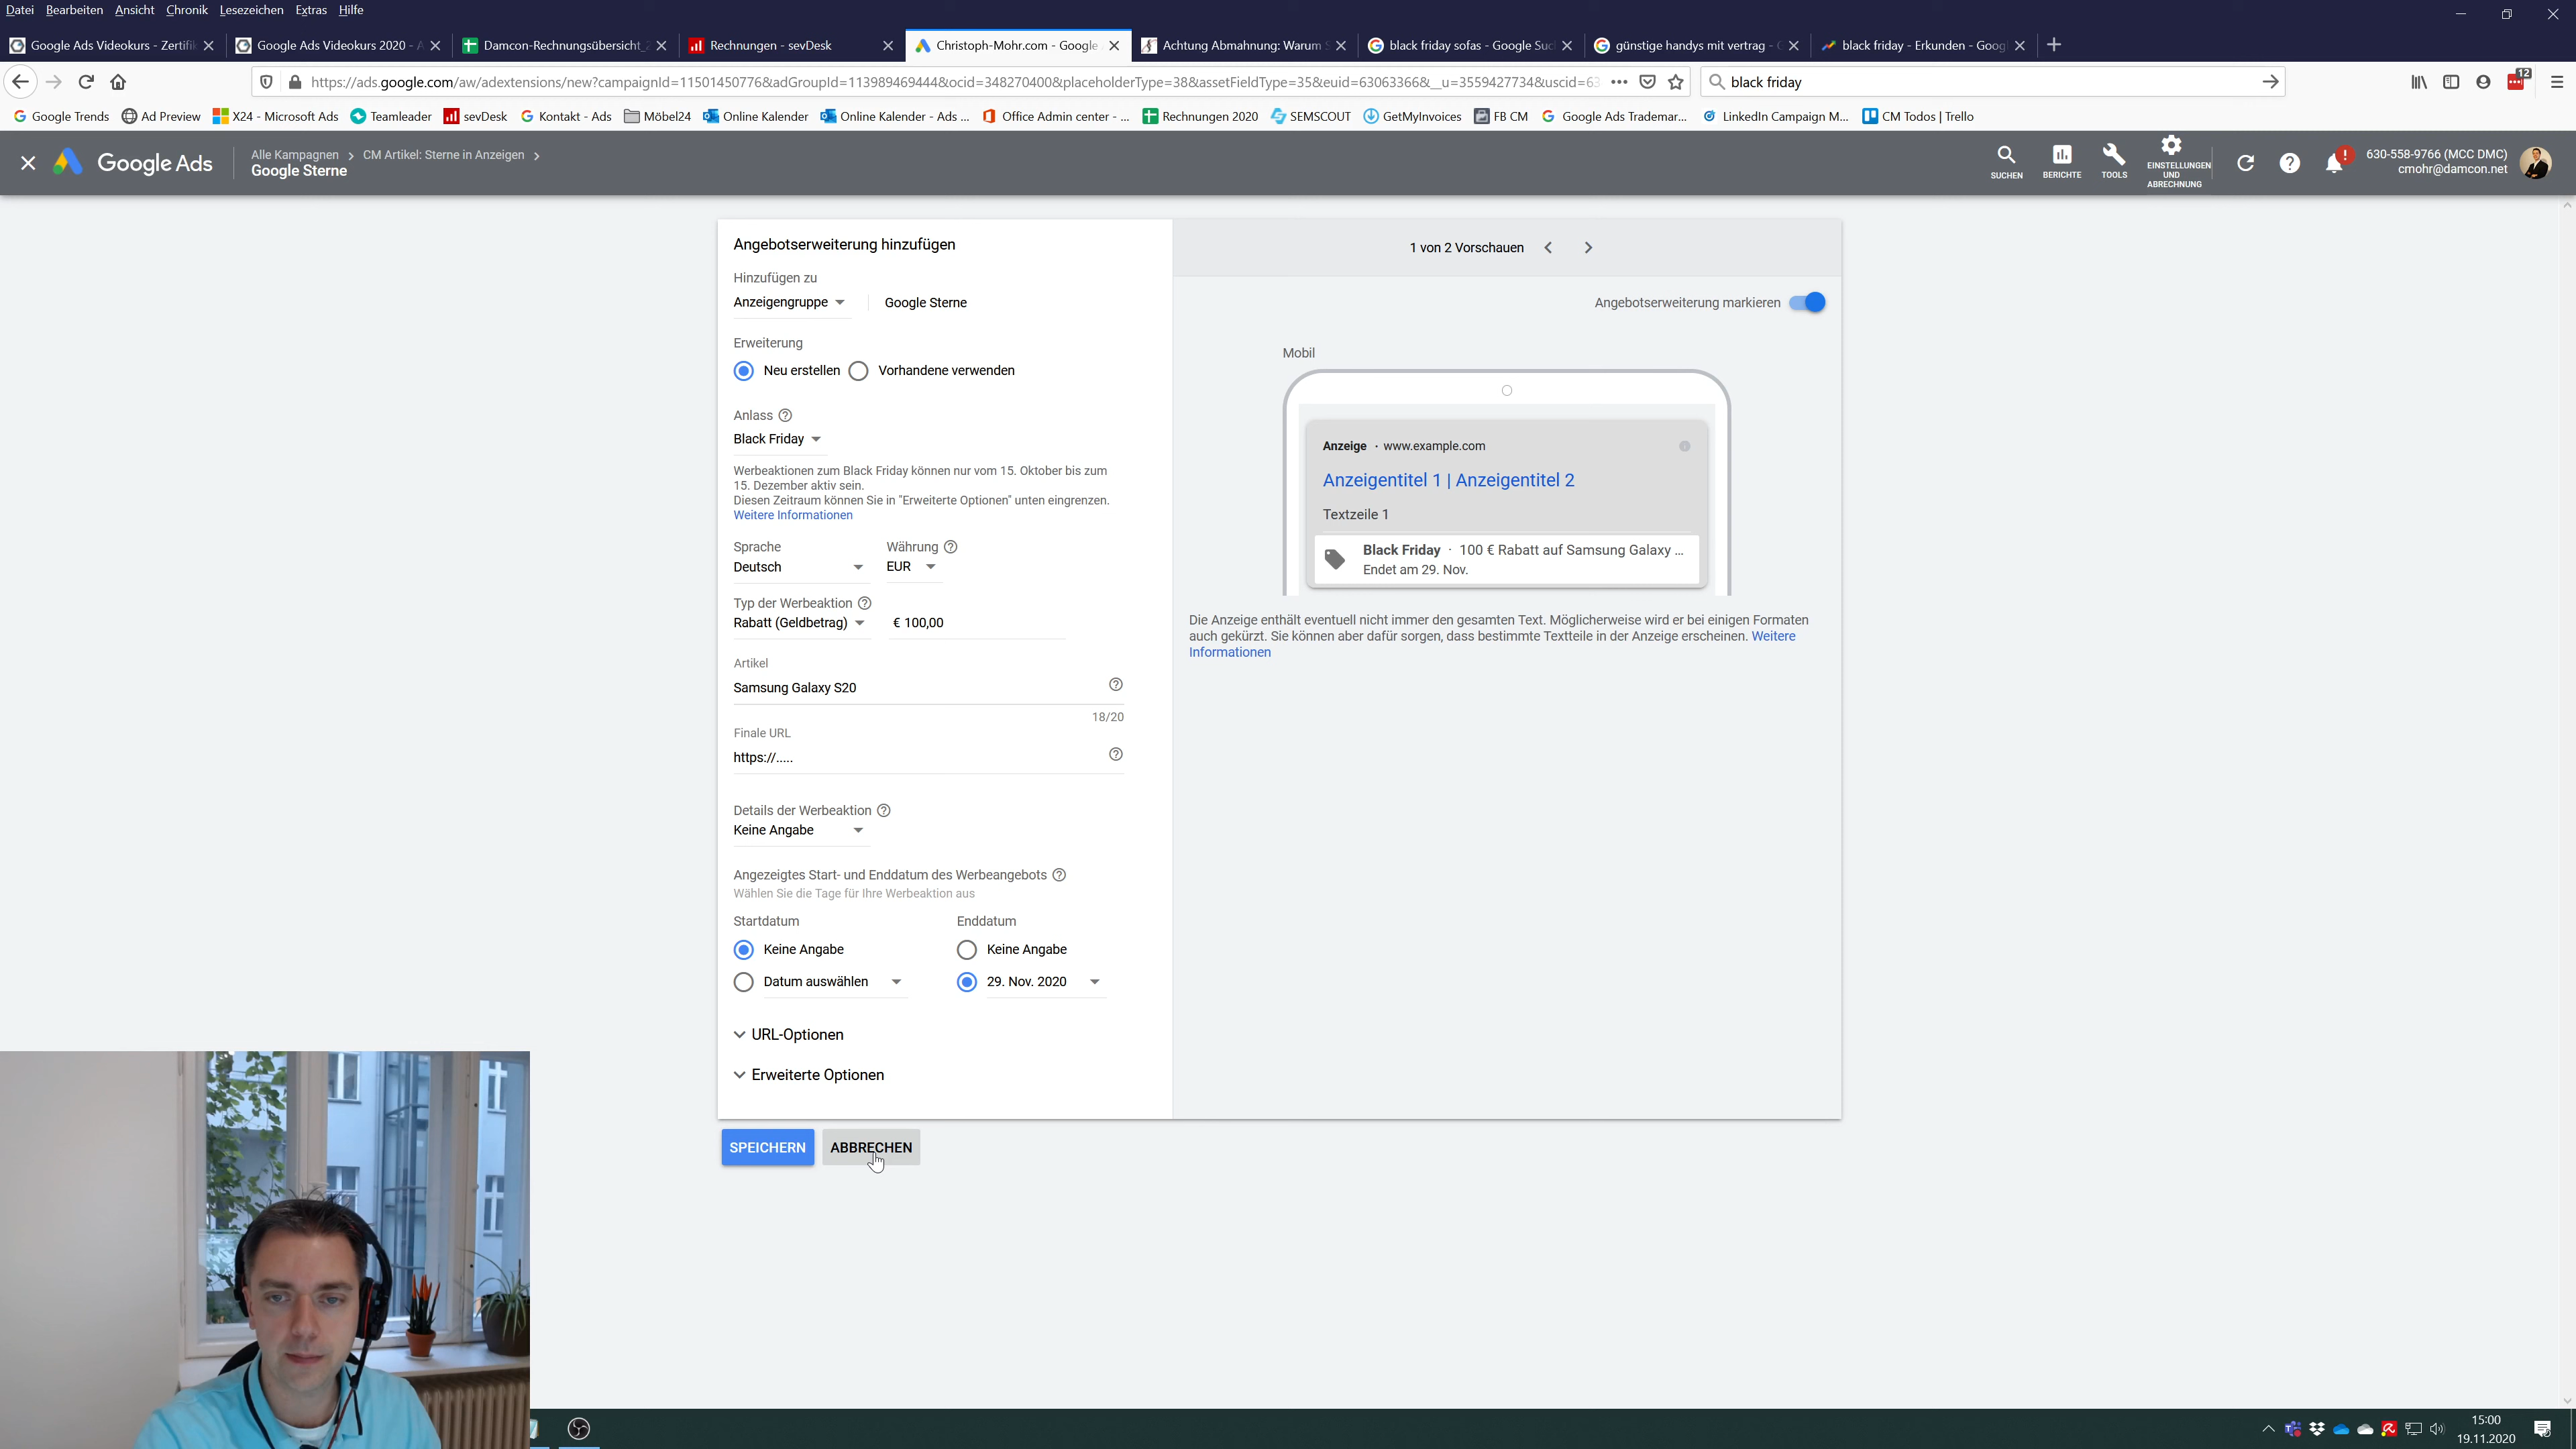 Datei Bearbeiten Ansicht Chronik Lesezeichen Extras Hilfe
Google Ads Videokurs - Zertifi
Google Ads Videokurs 2020 - A
Damcon-Rechnungsübersicht_2
Rechnungen - sevDesk
Christoph-Mohr.com - Google
Achtung Abmahnung: Warum S
black friday sofas - Google Suc
günstige handys mit vertrag - G
black friday - Erkunden - Googl
https://ads.google.com/aw/adextensions/new?campaignId=11501450776&adGroupId=113989469444&ocid=348270400&placeholderType=38&assetFieldType=35&euid=63063366&__u=3559427734&uscid=63
black friday
12
Google Trends Ad Preview X24 - Microsoft Ads Teamleader sevDesk Kontakt - Ads Möbel24 Online Kalender Online Kalender - Ads ... Office Admin center - ... Rechnungen 2020 SEMSCOUT GetMyInvoices FB CM Google Ads Trademar... LinkedIn Campaign M... CM Todos | Trello
Google Ads
Alle Kampagnen > CM Artikel: Sterne in Anzeigen >
Google Sterne
SUCHEN
BERICHTE
TOOLS
EINSTELLUNGEN
UND
ABRECHNUNG
!
630-558-9766 (MCC DMC)
cmohr@damcon.net
Angebotserweiterung hinzufügen
Hinzufügen zu
Anzeigengruppe Google Sterne
Erweiterung
Neu erstellen Vorhandene verwenden
Anlass
Black Friday
Werbeaktionen zum Black Friday können nur vom 15. Oktober bis zum
15. Dezember aktiv sein.
Diesen Zeitraum können Sie in "Erweiterte Optionen" unten eingrenzen.
Weitere Informationen
Sprache Währung
Deutsch EUR
Typ der Werbeaktion
Rabatt (Geldbetrag) € 100,00
Artikel
Samsung Galaxy S20
18/20
Finale URL
https://.....
Details der Werbeaktion
Keine Angabe
Angezeigtes Start- und Enddatum des Werbeangebots
Wählen Sie die Tage für Ihre Werbeaktion aus
Startdatum Enddatum
Keine Angabe Keine Angabe
Datum auswählen 29. Nov. 2020
URL-Optionen
Erweiterte Optionen
SPEICHERN ABBRECHEN
1 von 2 Vorschauen
Angebotserweiterung markieren
Mobil
Anzeige · www.example.com
Anzeigentitel 1 | Anzeigentitel 2
Textzeile 1
Black Friday · 100 € Rabatt auf Samsung Galaxy ...
Endet am 29. Nov.
Die Anzeige enthält eventuell nicht immer den gesamten Text. Möglicherweise wird er bei einigen Formaten
auch gekürzt. Sie können aber dafür sorgen, dass bestimmte Textteile in der Anzeige erscheinen. Weitere
Informationen
15:00
19.11.2020